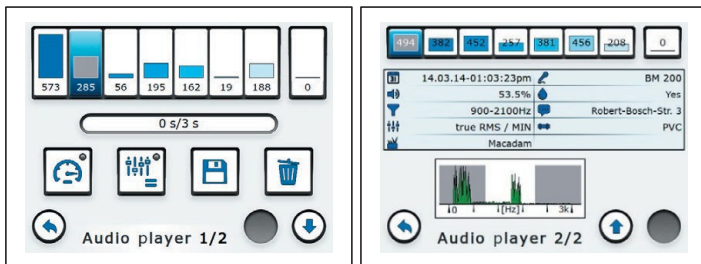 573 285 56 195 162 19 188 0
0 s/3 s
Audio player 1/2
494 382 452 257 381 456 208 0
31 14.03.14-01:03:23pm BM 200
53.5% Yes
900-2100Hz Robert-Bosch-Str. 3
true RMS / MIN PVC
Macadam
0 [Hz] 3k
Audio player 2/2